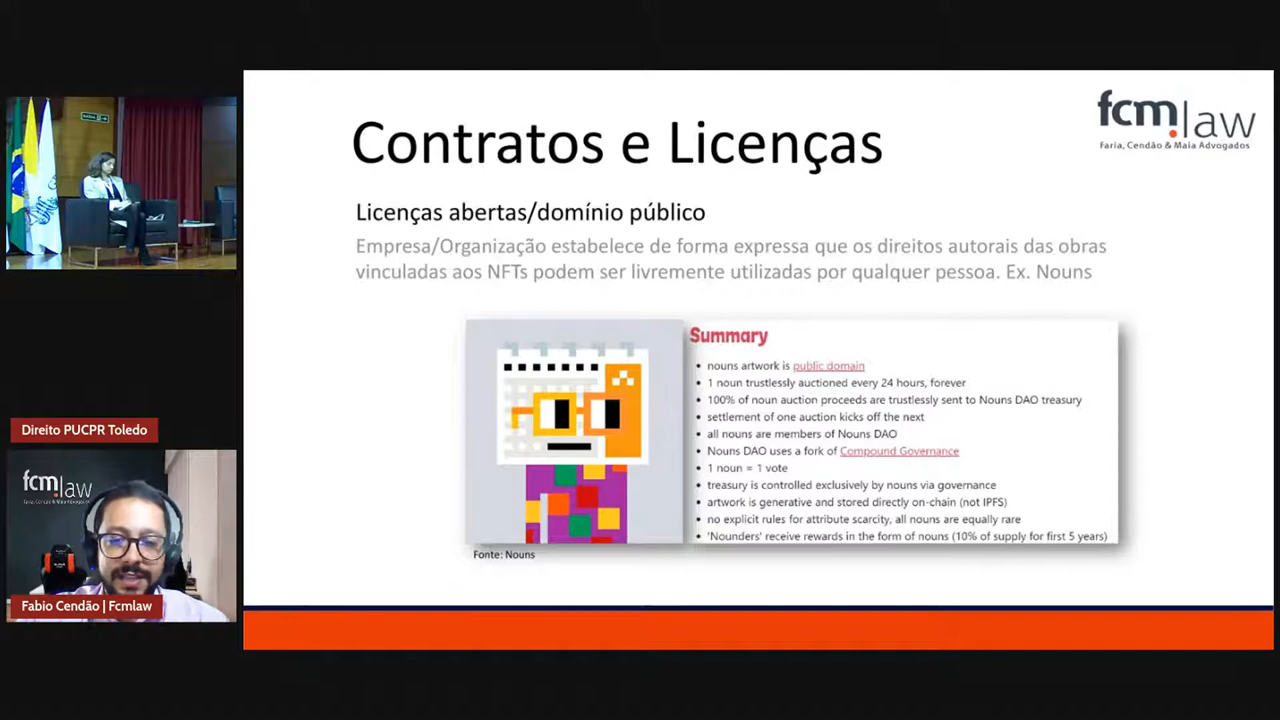 Contratos e Licenças
fcm.law
Faria, Cendão & Maia Advogados
Licenças abertas/domínio público
Empresa/Organização estabelece de forma expressa que os direitos autorais das obras
vinculadas aos NFTs podem ser livremente utilizadas por qualquer pessoa. Ex. Nouns
Summary
• nouns artwork is public domain
• 1 noun trustlessly auctioned every 24 hours, forever
• 100% of noun auction proceeds are trustlessly sent to Nouns DAO treasury
• settlement of one auction kicks off the next
• all nouns are members of Nouns DAO
• Nouns DAO uses a fork of Compound Governance
• 1 noun = 1 vote
• treasury is controlled exclusively by nouns via governance
• artwork is generative and stored directly on-chain (not IPFS)
• no explicit rules for attribute scarcity, all nouns are equally rare
• 'Nounders' receive rewards in the form of nouns (10% of supply for first 5 years)
Fonte: Nouns
Direito PUCPR Toledo
fcm.law
Faria, Cendão & Maia Advogados
Fabio Cendão | Fcmlaw